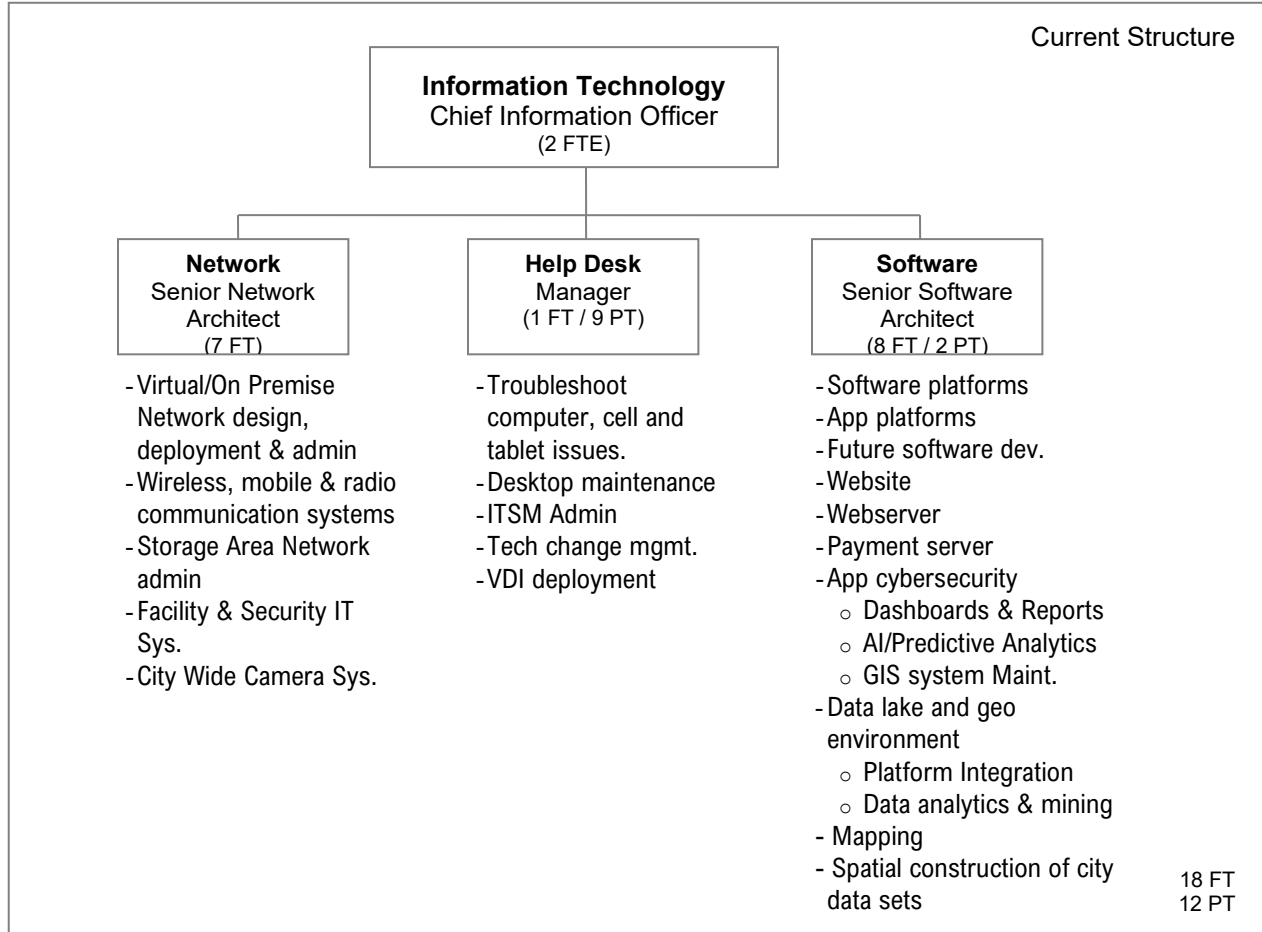 Current Structure
Information Technology
Chief Information Officer
(2 FTE)
Network
Senior Network
Architect
(7 FT)
-Virtual/On Premise
Network design,
deployment & admin
-Wireless, mobile & radio
communication systems
-Storage Area Network
admin
-Facility & Security IT
Sys.
-City Wide Camera Sys.
Help Desk
Manager
(1 FT / 9 PT)
-Troubleshoot
computer, cell and
tablet issues.
-Desktop maintenance
-ITSM Admin
-Tech change mgmt.
-VDI deployment
Software
Senior Software
Architect
(8 FT / 2 PT)
-Software platforms
-App platforms
-Future software dev.
-Website
-Webserver
-Payment server
-App cybersecurity
o Dashboards & Reports
o AI/Predictive Analytics
o GIS system Maint.
-Data lake and geo
environment
o Platform Integration
o Data analytics & mining
- Mapping
- Spatial construction of city
data sets
18 FT
12 PT